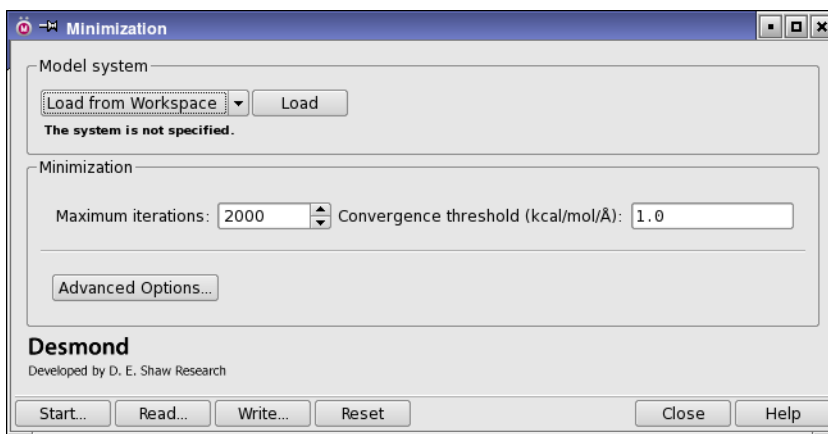 Minimization
Model system
Load from Workspace Load
The system is not specified.
Minimization
Maximum iterations: 2000 Convergence threshold (kcal/mol/Å): 1.0
Advanced Options...
Desmond
Developed by D. E. Shaw Research
Start... Read... Write... Reset Close Help